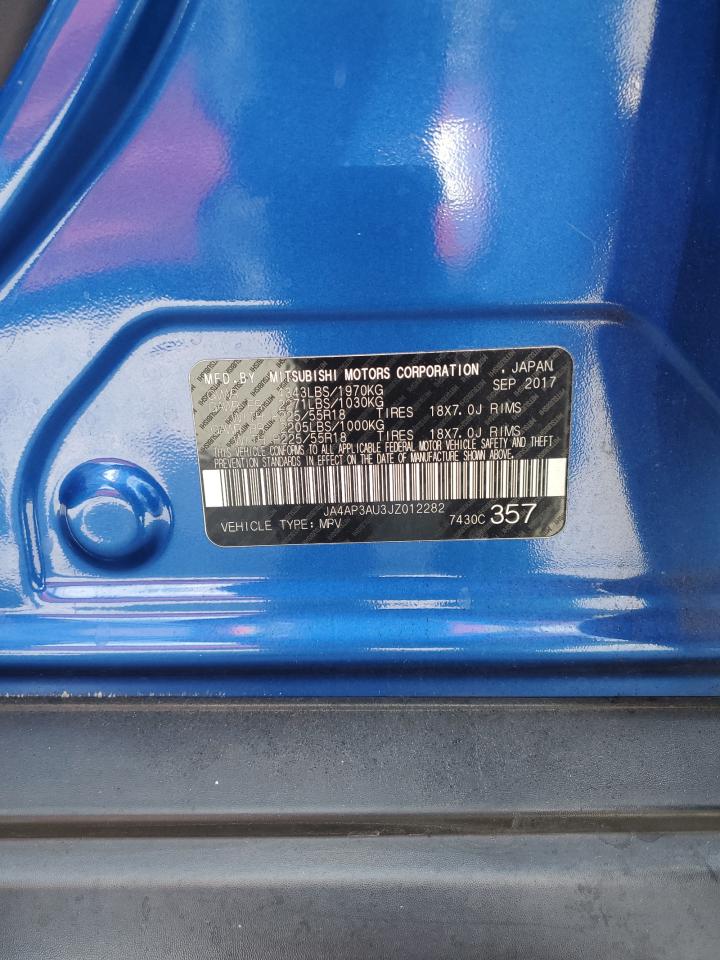 MFD.BY MITSUBISHI MOTORS CORPORATION . JAPAN
4343LBS/1970KG SEP 2017
2271LBS/1030KG
225/55R18 TIRES 18X7.0J RIMS
2205LBS/1000KG
225/55R18 TIRES 18X7.0J RIMS
THIS VEHICLE CONFORMS TO ALL APPLICABLE FEDERAL MOTOR VEHICLE SAFETY AND THEFT
PREVENTION STANDARDS IN EFFECT ON THE DATE OF MANUFACTURE SHOWN ABOVE.
JA4AP3AU3JZ012282
VEHICLE TYPE: MPV 7430C 357